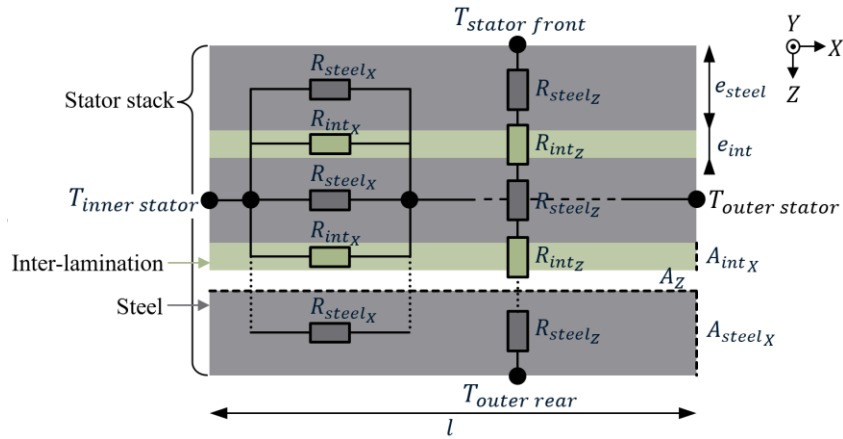 T_stator front
Y
X
Z
R_steel_X
R_steel_Z
e_steel
Stator stack
R_int_X
R_int_Z
e_int
R_steel_X
T_inner stator
R_steel_Z
T_outer stator
R_int_X
R_int_Z
A_int_X
Inter-lamination
A_Z
Steel
R_steel_X
R_steel_Z
A_steel_X
T_outer rear
l